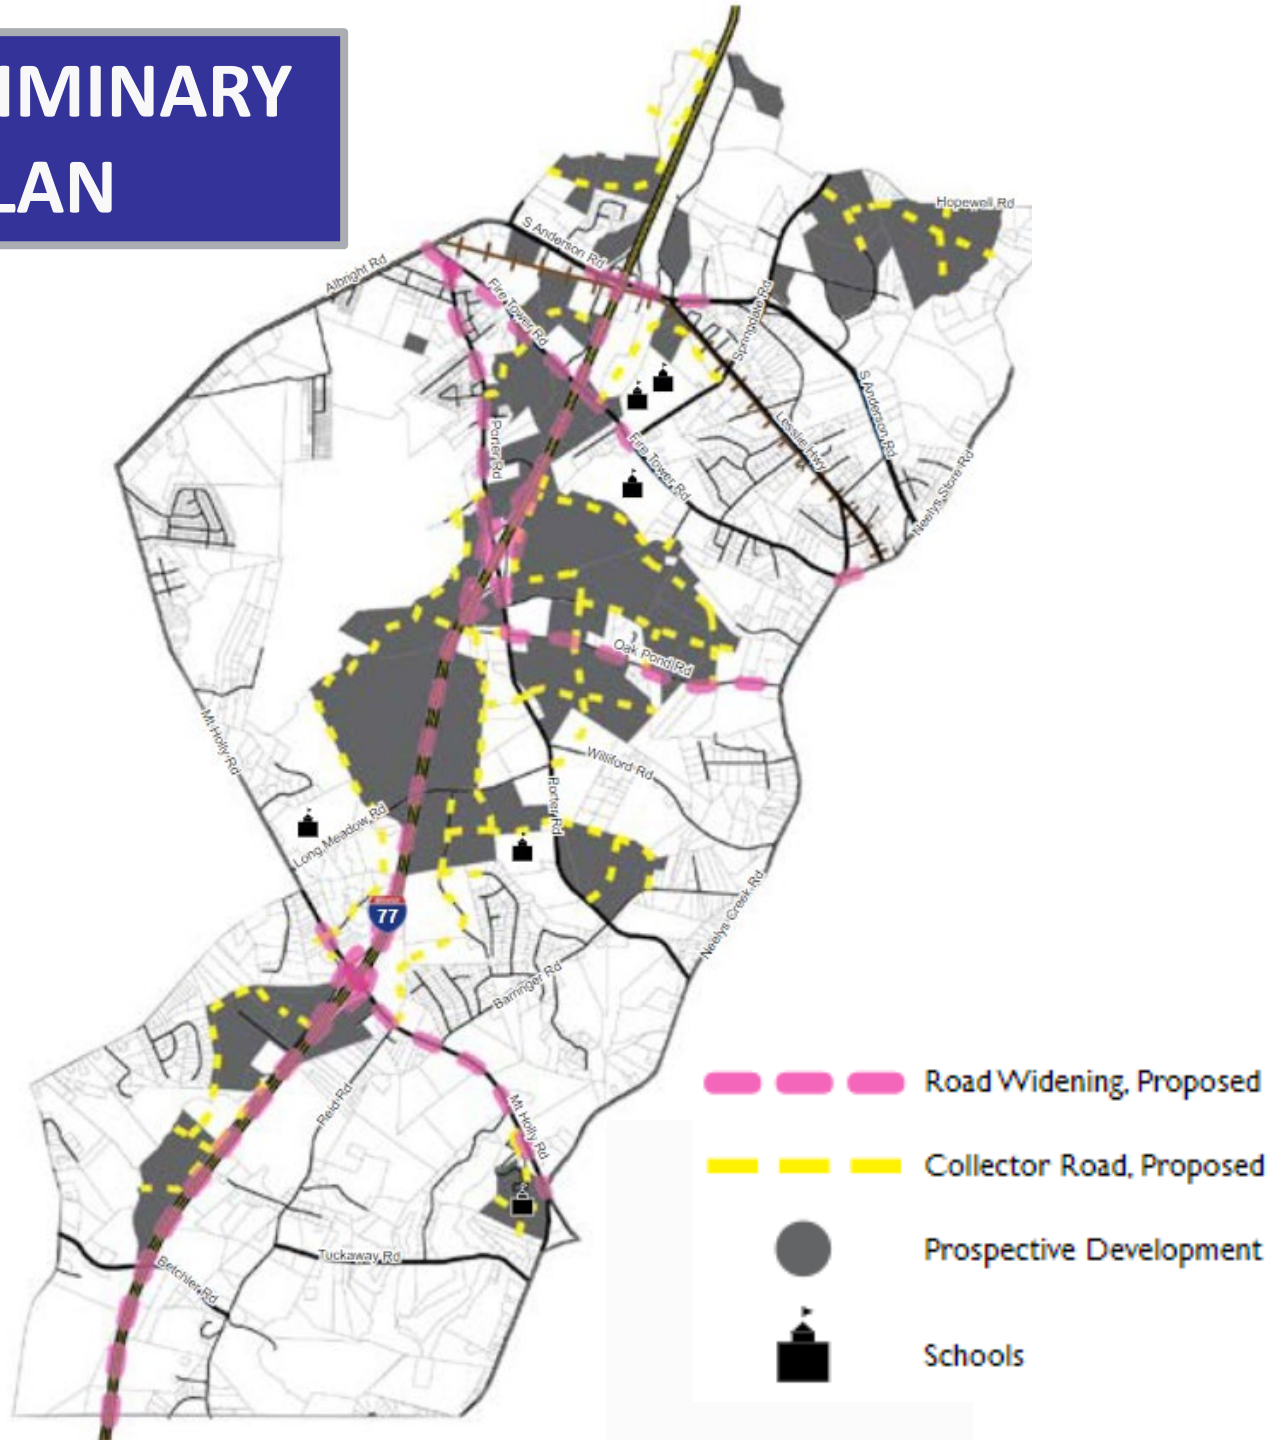 IMINARY
LAN
Hopewell Rd
S Anderson Rd
Albright Rd
Fire Tower Rd
Springdale Rd
S Anderson Rd
Lesslie Hwy
Porter Rd
Fire Tower Rd
Neelys Store Rd
Oak Pond Rd
Mt Holly Rd
Williford Rd
Porter Rd
Long Meadow Rd
77
Neelys Creek Rd
Barringer Rd
Reid Rd
Mt Holly Rd
Tuckaway Rd
Betchler Rd
Road Widening, Proposed
Collector Road, Proposed
Prospective Development
Schools